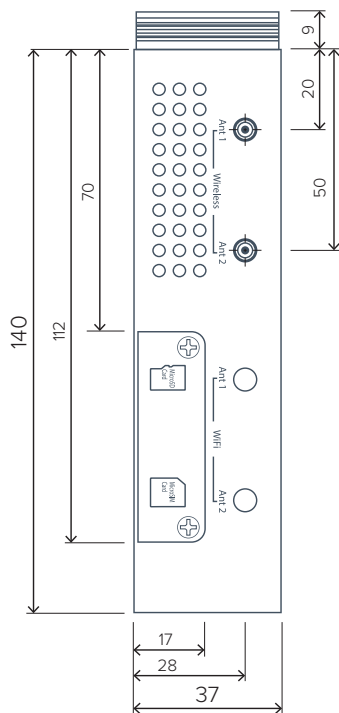 9
20
50
140
70
112
Ant 1
Wireless
Ant 2
MicroSD
Card
Ant 1
WiFi
MicroSIM
Card
Ant 2
17
28
37